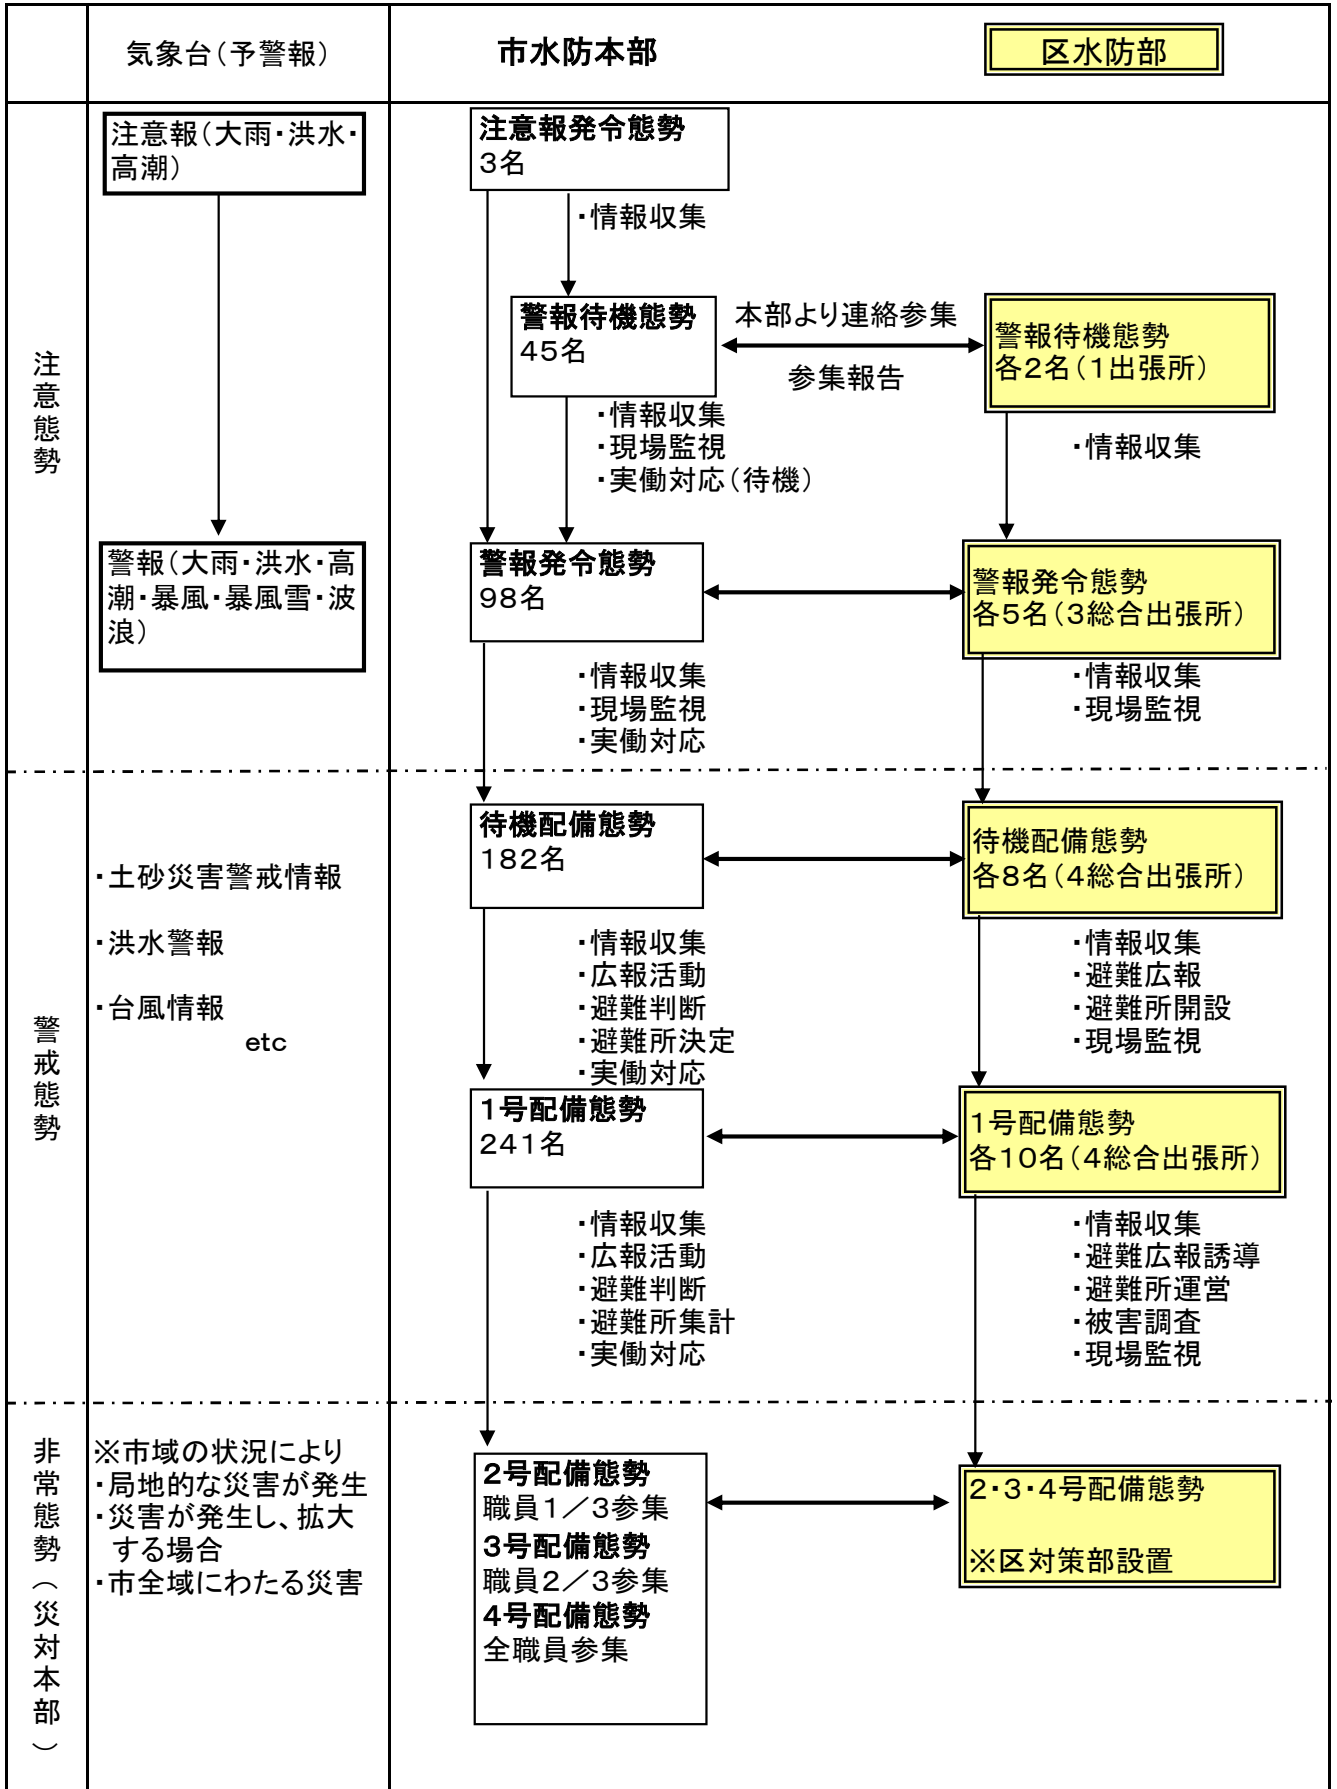 気象台(予警報)
市水防本部
区水防部
注意態勢
注意報(大雨・洪水・
高潮)
注意報発令態勢
3名
・情報収集
警報待機態勢
45名
本部より連絡参集
参集報告
警報待機態勢
各2名(1出張所)
・情報収集
・現場監視
・実働対応(待機)
・情報収集
警報(大雨・洪水・高
潮・暴風・暴風雪・波
浪)
警報発令態勢
98名
警報発令態勢
各5名(3総合出張所)
・情報収集
・現場監視
・実働対応
・情報収集
・現場監視
警戒態勢
・土砂災害警戒情報
・洪水警報
・台風情報
etc
待機配備態勢
182名
待機配備態勢
各8名(4総合出張所)
・情報収集
・広報活動
・避難判断
・避難所決定
・実働対応
・情報収集
・避難広報
・避難所開設
・現場監視
1号配備態勢
241名
1号配備態勢
各10名(4総合出張所)
・情報収集
・広報活動
・避難判断
・避難所集計
・実働対応
・情報収集
・避難広報誘導
・避難所運営
・被害調査
・現場監視
非常態勢(災対本部)
※市域の状況により
・局地的な災害が発生
・災害が発生し、拡大
する場合
・市全域にわたる災害
2号配備態勢
職員1/3参集
3号配備態勢
職員2/3参集
4号配備態勢
全職員参集
2・3・4号配備態勢
※区対策部設置